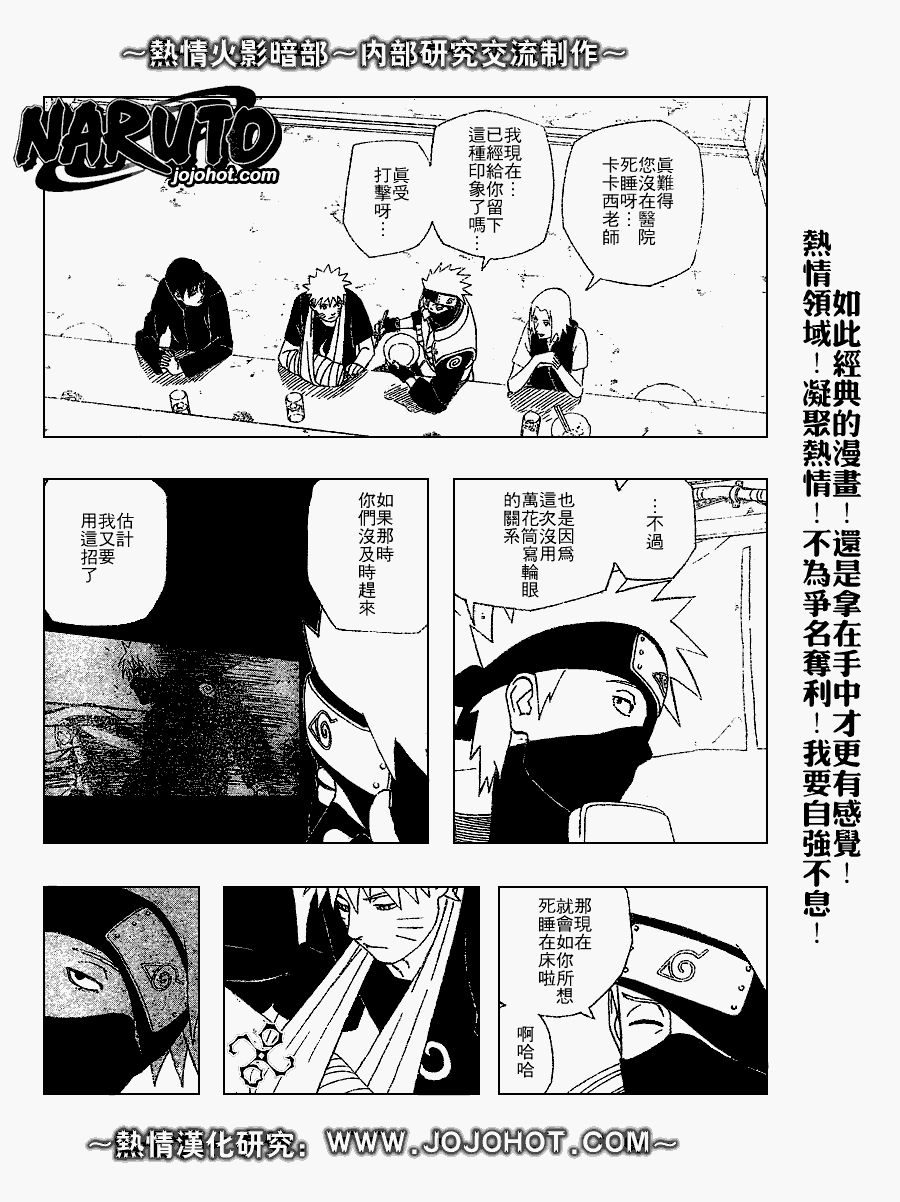 ～熱情火影暗部～內部研究交流制作～
NARUTO
jojohot.com
真難得
您沒在醫院
死睡呀…
卡卡西老師
我現在…
已經給你留下
這種印象了嗎…
真受
打擊呀…
…不過
也是因為
這次沒用
萬花筒寫輪眼
的關系
如果那時
你們沒及時趕來
估計
我又要
用這招了
那現在
就會如你所想
死睡在床啦
啊哈哈
如此經典的漫畫！還是拿在手中才更有感覺！
熱情領域！凝聚熱情！不為爭名奪利！我要自強不息！
～熱情漢化研究：WWW.JOJOHOT.COM～